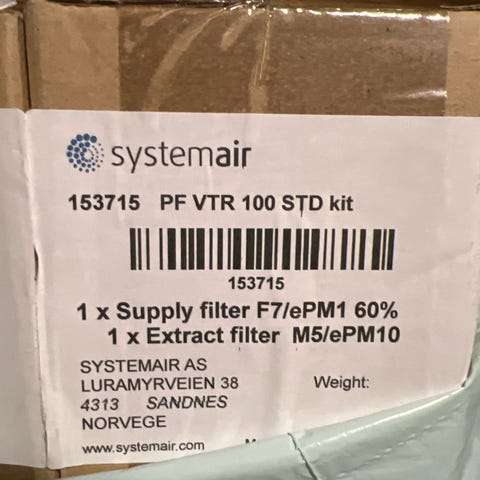 systemair
153715 PF VTR 100 STD kit
153715
1 x Supply filter F7/ePM1 60%
1 x Extract filter M5/ePM10
SYSTEMAIR AS
LURAMYRVEIEN 38 Weight:
4313 SANDNES
NORVEGE
www.systemair.com